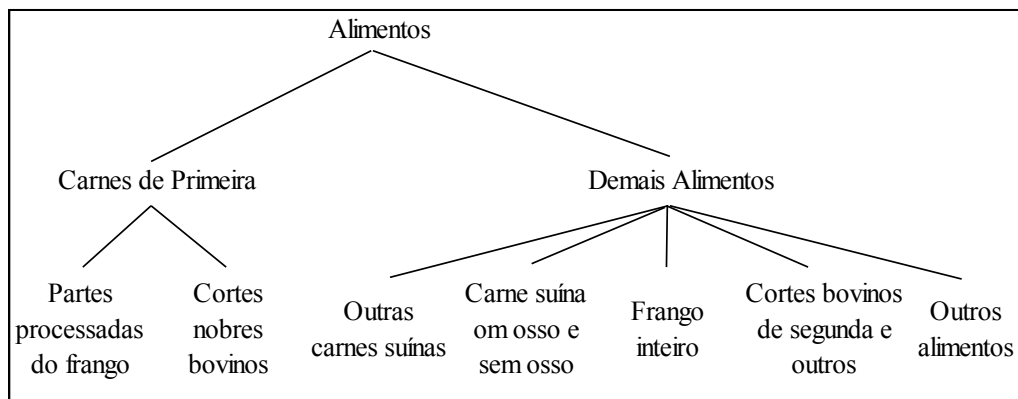 Alimentos
Carnes de Primeira
Demais Alimentos
Partes
processadas
do frango
Cortes
nobres
bovinos
Outras
carnes suínas
Carne suína
om osso e
sem osso
Frango
inteiro
Cortes bovinos
de segunda e
outros
Outros
alimentos